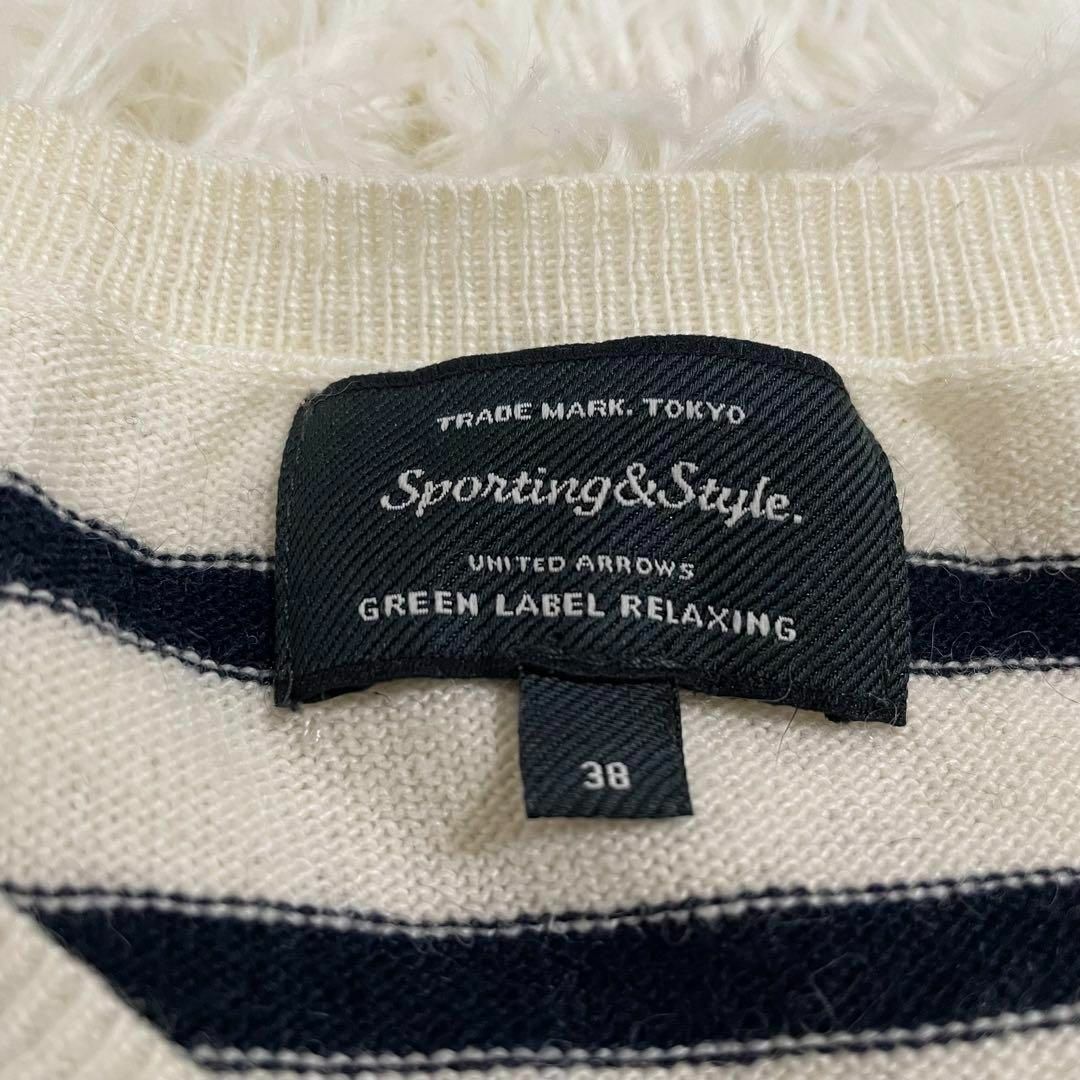 TRADE MARK. TOKYO
Sporting&Style.
UNITED ARROWS
GREEN LABEL RELAXING
38